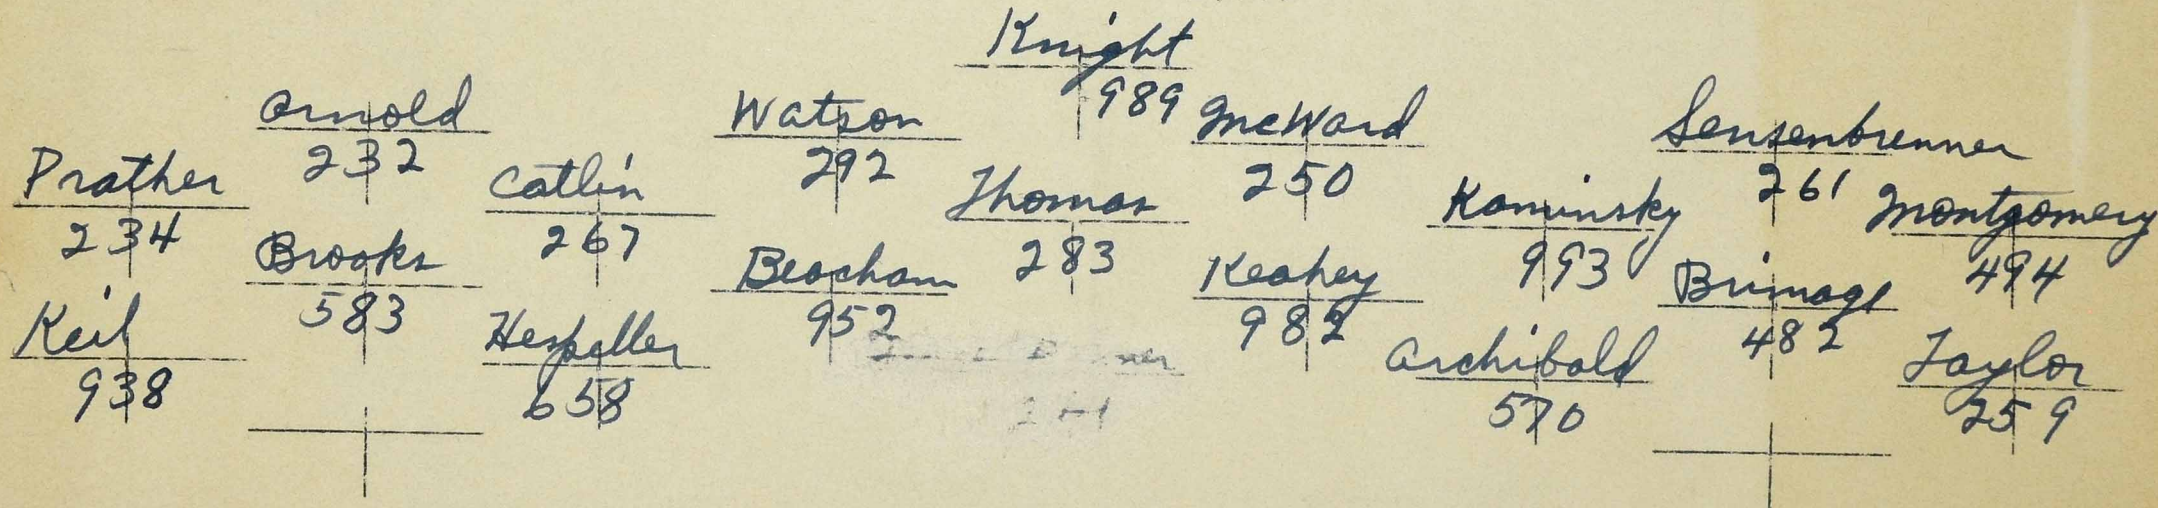 Knight
989
Arnold
232
Watson
292
McWard
250
Sensenbrenner
261
Prather
234
Catlin
267
Thomas
283
Kaminsky
993
Montgomery
494
Brooks
583
Beacham
952
Keahey
982
Brimage
482
Keil
938
Hespeller
658
Archibald
570
Taylor
259